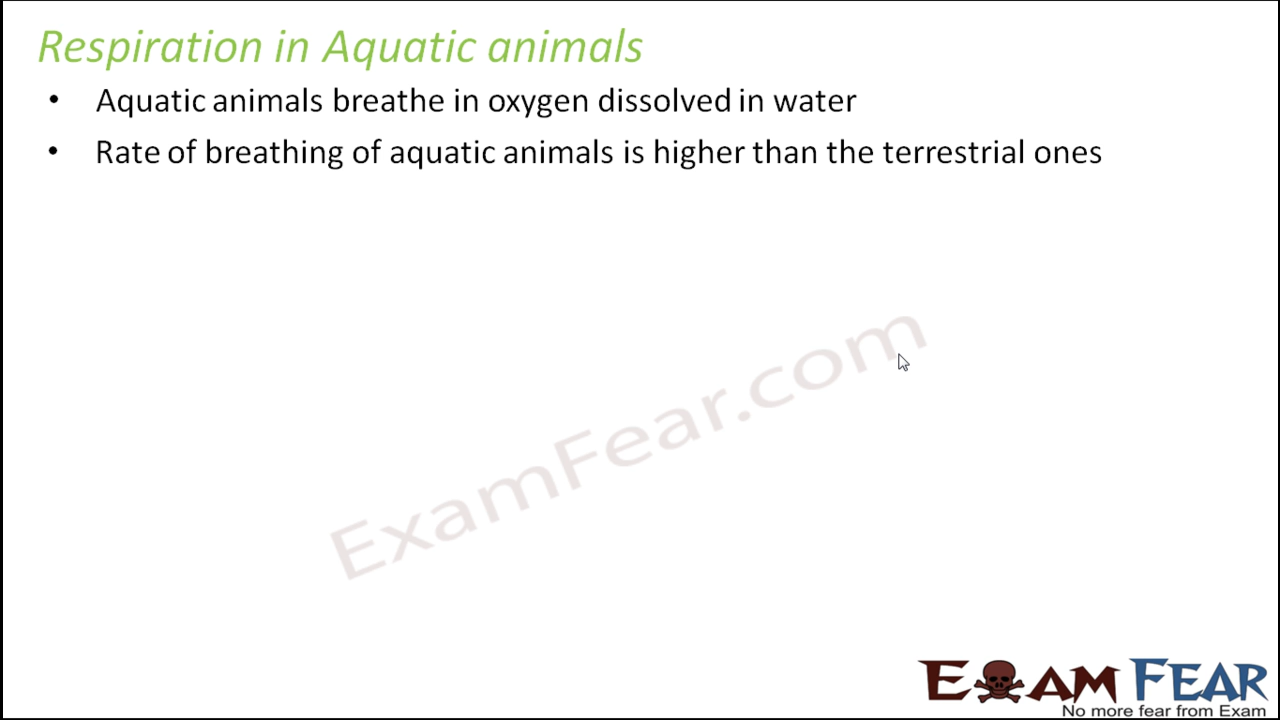 Respiration in Aquatic animals
• Aquatic animals breathe in oxygen dissolved in water
• Rate of breathing of aquatic animals is higher than the terrestrial ones
ExamFear.com
EXAM FEAR
No more fear from Exam